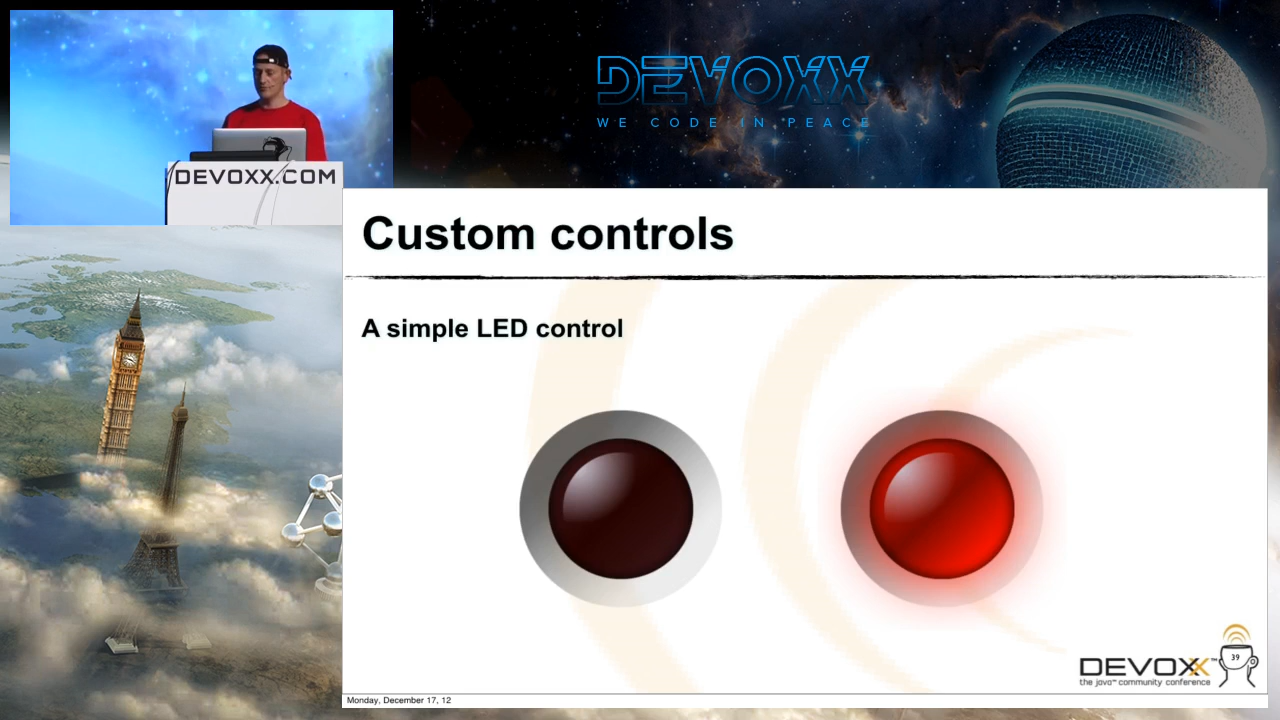 DEVOXX
WE CODE IN PEACE
DEVOXX.COM
Custom controls
A simple LED control
39
DEVOXX™
the java™ community conference
Monday, December 17, 12